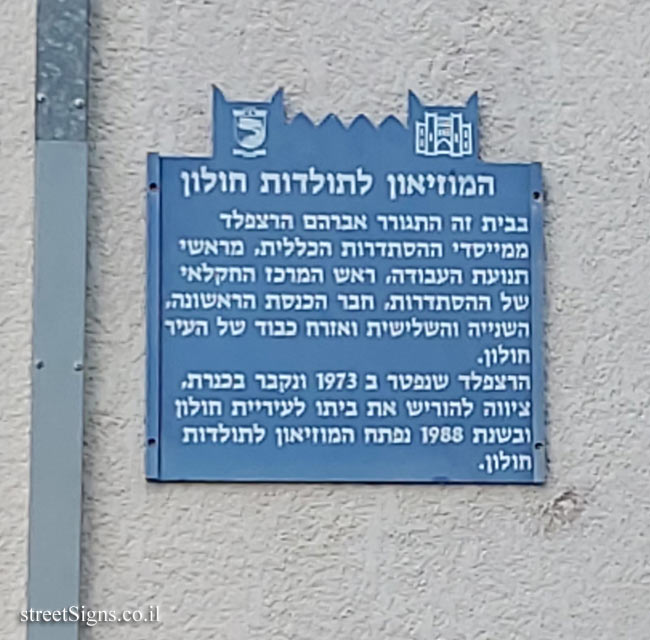 המוזיאון לתולדות חולון
בבית זה התגורר אברהם הרצפלד
ממייסדי ההסתדרות הכללית, מראשי
תנועת העבודה, ראש המרכז החקלאי
של ההסתדרות, חבר הכנסת הראשונה,
השנייה והשלישית ואזרח כבוד של העיר
חולון.
הרצפלד שנפטר ב 1973 ונקבר בכנרת,
ציווה להוריש את ביתו לעיריית חולון
ובשנת 1988 נפתח המוזיאון לתולדות
חולון.
streetSigns.co.il